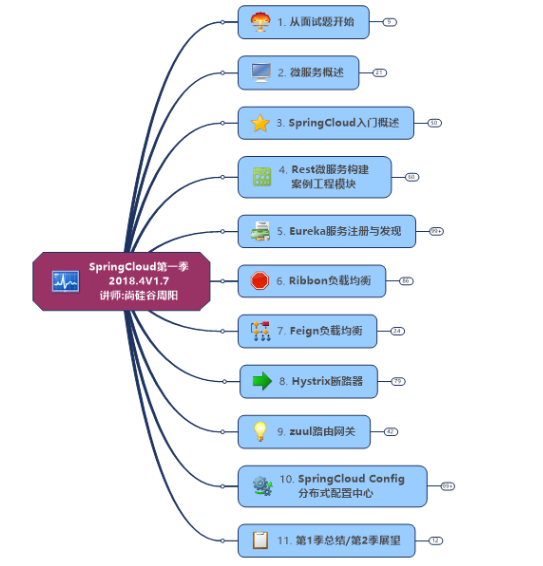 SpringCloud第一季
2018.4V1.7
讲师:尚硅谷周阳
1. 从面试题开始
9
2. 微服务概述
21
3. SpringCloud入门概述
4. Rest微服务构建
案例工程模块
5. Eureka服务注册与发现
99+
6. Ribbon负载均衡
86
7. Feign负载均衡
24
8. Hystrix断路器
79
9. zuul路由网关
42
10. SpringCloud Config
分布式配置中心
99+
11. 第1季总结/第2季展望
12